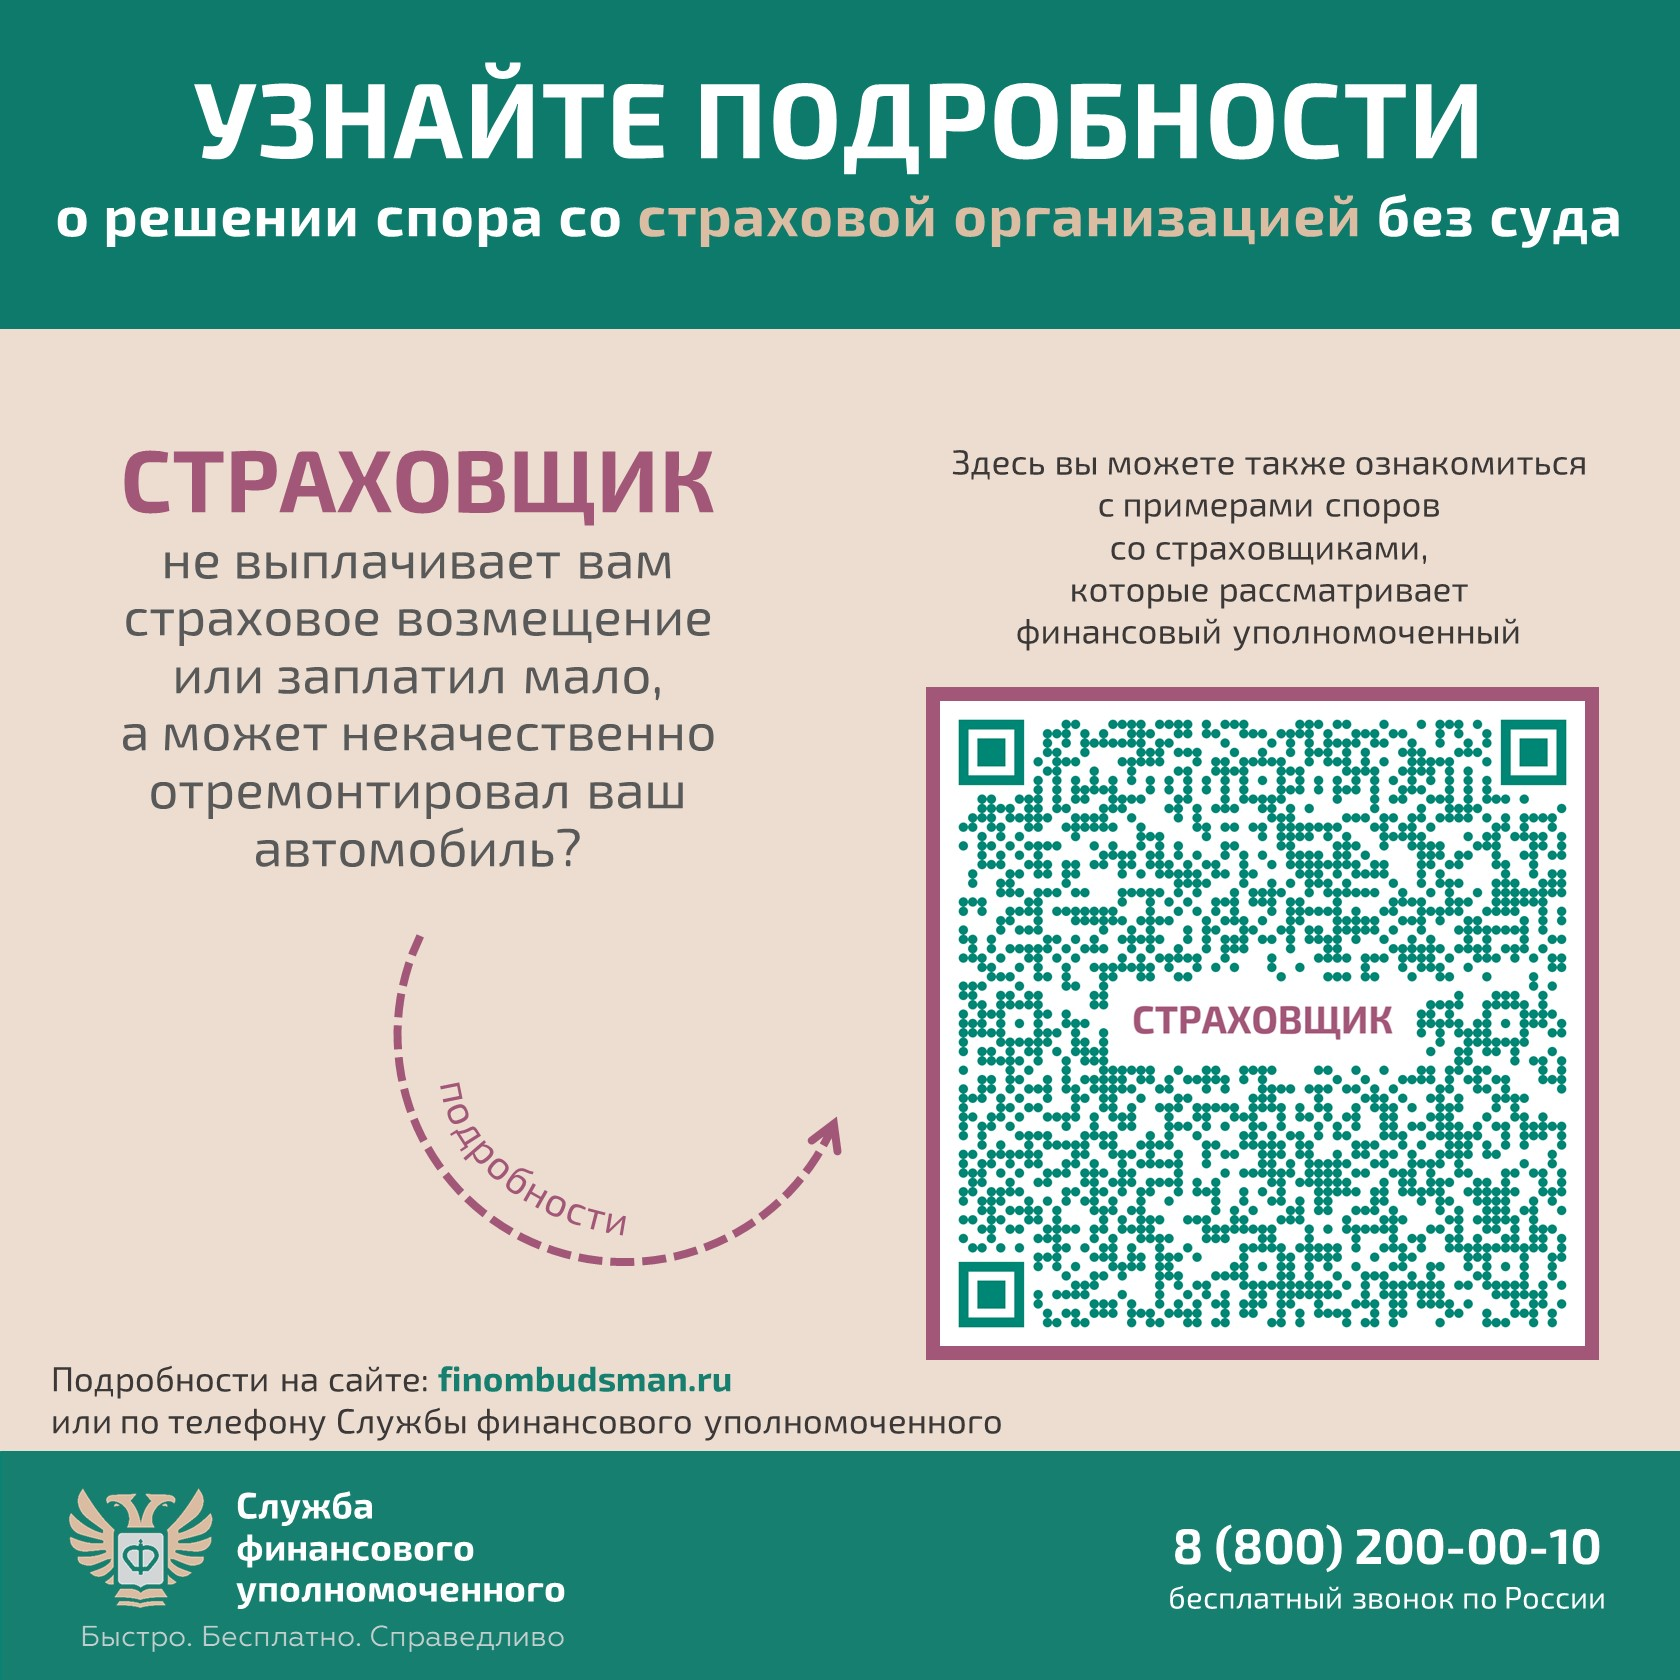 УЗНАЙТЕ ПОДРОБНОСТИ
о решении спора со страховой организацией без суда
СТРАХОВЩИК
не выплачивает вам
страховое возмещение
или заплатил мало,
а может некачественно
отремонтировал ваш
автомобиль?
подробности
Здесь вы можете также ознакомиться
с примерами споров
со страховщиками,
которые рассматривает
финансовый уполномоченный
СТРАХОВЩИК
Подробности на сайте: finombudsman.ru
или по телефону Службы финансового уполномоченного
Служба
финансового
уполномоченного
Быстро. Бесплатно. Справедливо
8 (800) 200-00-10
бесплатный звонок по России